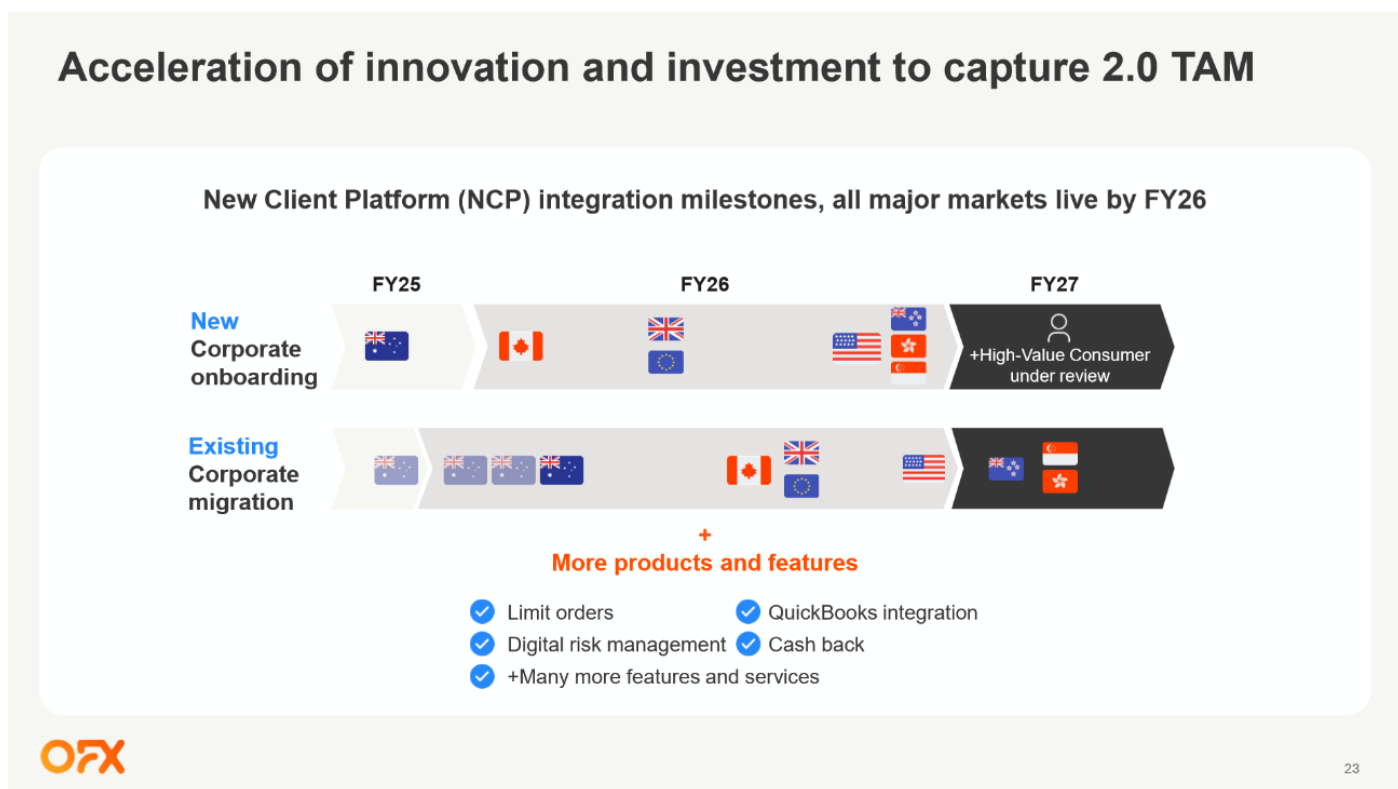 Acceleration of innovation and investment to capture 2.0 TAM
New Client Platform (NCP) integration milestones, all major markets live by FY26
FY25
FY26
FY27
New
Corporate
onboarding
+High-Value Consumer
under review
Existing
Corporate
migration
+
More products and features
Limit orders
QuickBooks integration
Digital risk management
Cash back
+Many more features and services
OFX
23